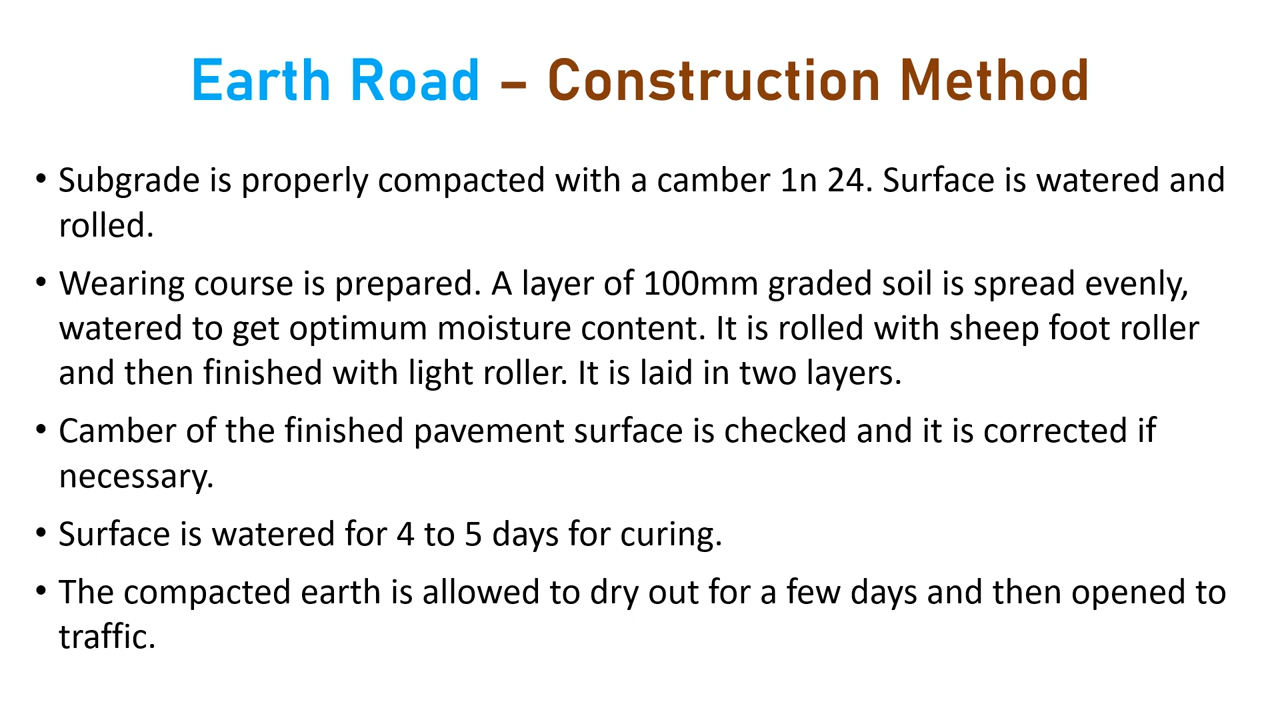 Earth Road – Construction Method
• Subgrade is properly compacted with a camber 1n 24. Surface is watered and
rolled.
• Wearing course is prepared. A layer of 100mm graded soil is spread evenly,
watered to get optimum moisture content. It is rolled with sheep foot roller
and then finished with light roller. It is laid in two layers.
• Camber of the finished pavement surface is checked and it is corrected if
necessary.
• Surface is watered for 4 to 5 days for curing.
• The compacted earth is allowed to dry out for a few days and then opened to
traffic.